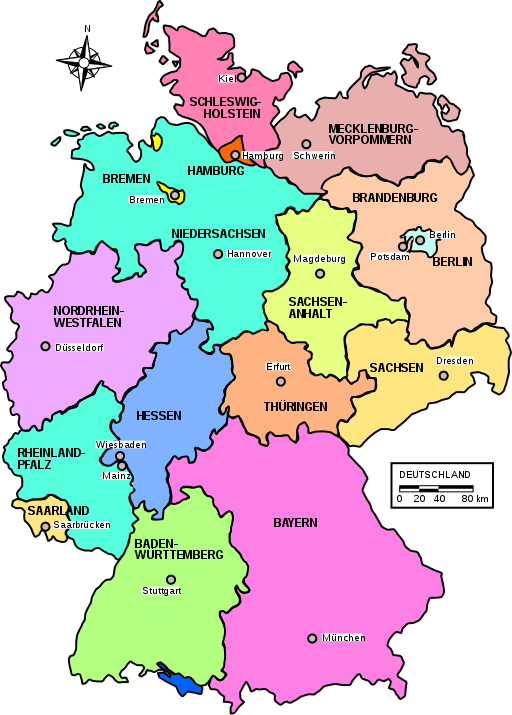 N
Kiel
SCHLESWIG-
HOLSTEIN
MECKLENBURG-
VORPOMMERN
Hamburg
Schwerin
HAMBURG
BREMEN
Bremen
BRANDENBURG
NIEDERSACHSEN
Berlin
Hannover
Magdeburg
Potsdam
BERLIN
SACHSEN-
ANHALT
NORDRHEIN-
WESTFALEN
Düsseldorf
Erfurt
SACHSEN
Dresden
THÜRINGEN
HESSEN
Wiesbaden
RHEINLAND-
PFALZ
Mainz
DEUTSCHLAND
0 20 40 80 km
SAARLAND
Saarbrücken
BAYERN
BADEN-
WURTTEMBERG
Stuttgart
München